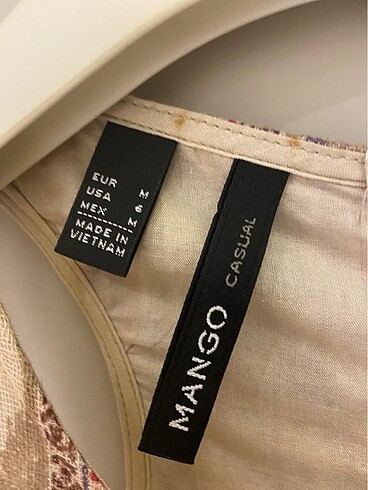 EUR M
USA 6
MEX M
MADE IN
VIETNAM
MANGO CASUAL